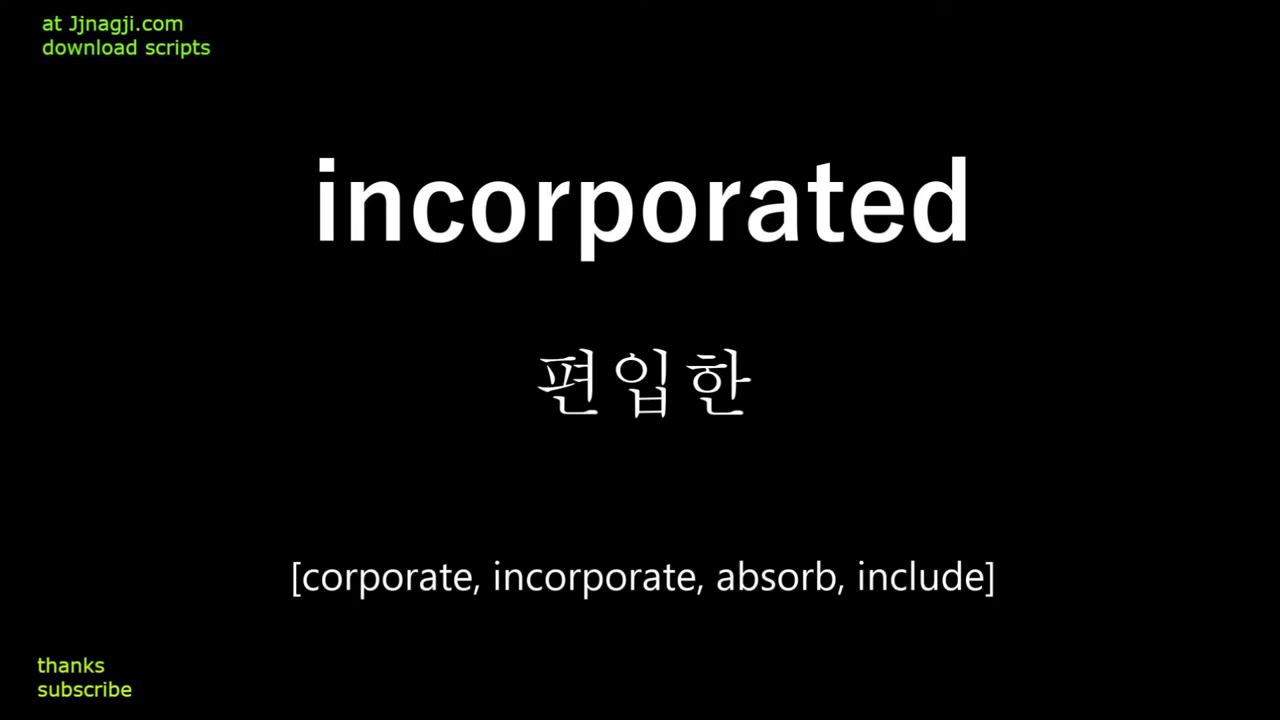 at Jjnagji.com
download scripts
incorporated
편입한
[corporate, incorporate, absorb, include]
thanks
subscribe